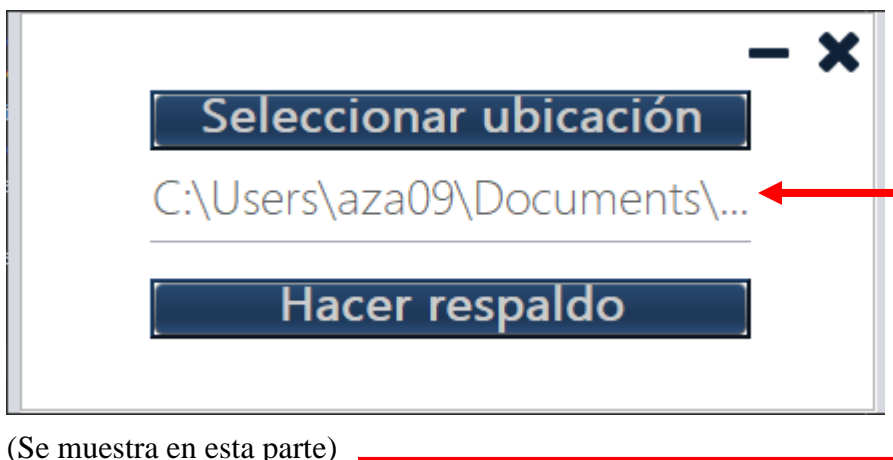 Seleccionar ubicación
C:\Users\aza09\Documents\...
Hacer respaldo
(Se muestra en esta parte)